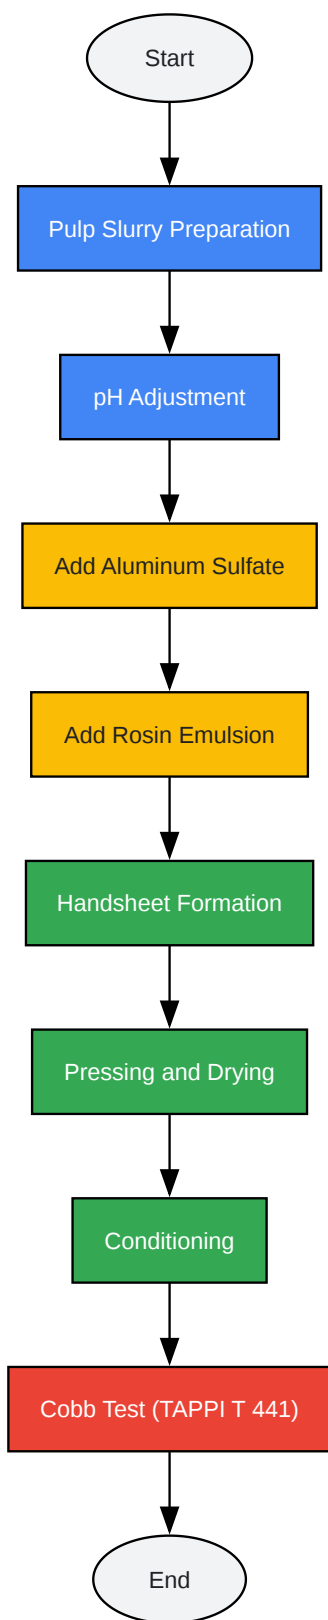 Start
Pulp Slurry Preparation
pH Adjustment
Add Aluminum Sulfate
Add Rosin Emulsion
Handsheet Formation
Pressing and Drying
Conditioning
Cobb Test (TAPPI T 441)
End